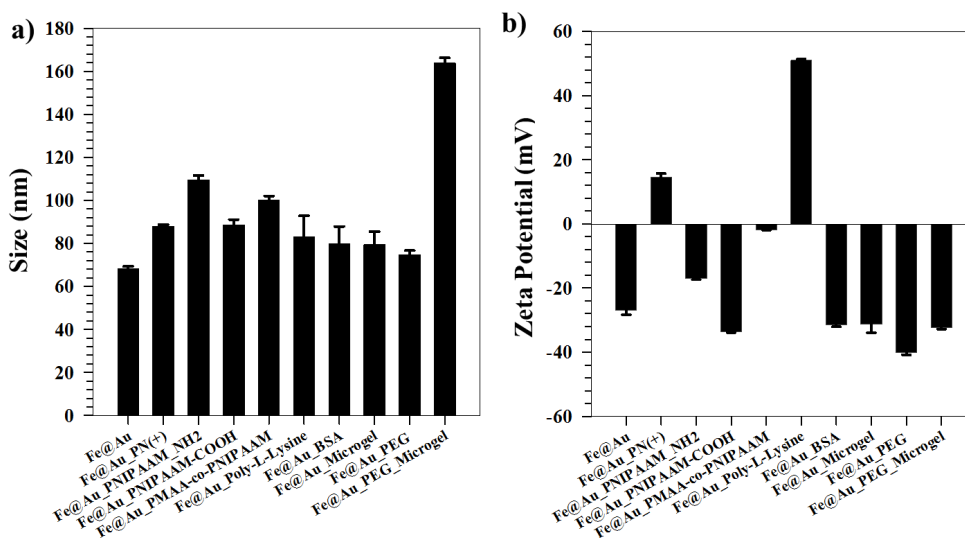 a)
Size (nm)
180
160
140
120
100
80
60
40
20
0
Fe@Au
Fe@Au_PN(+)
Fe@Au_PNIPAAM_NH2
Fe@Au_PNIPAAM-COOH
Fe@Au_PMAA-co-PNIPAAM
Fe@Au_Poly-L-Lysine
Fe@Au_BSA
Fe@Au_Microgel
Fe@Au_PEG
Fe@Au_PEG_Microgel
b)
Zeta Potential (mV)
60
40
20
0
-20
-40
-60
Fe@Au
Fe@Au_PN(+)
Fe@Au_PNIPAAM_NH2
Fe@Au_PNIPAAM-COOH
Fe@Au_PMAA-co-PNIPAAM
Fe@Au_Poly-L-Lysine
Fe@Au_BSA
Fe@Au_Microgel
Fe@Au_PEG
Fe@Au_PEG_Microgel